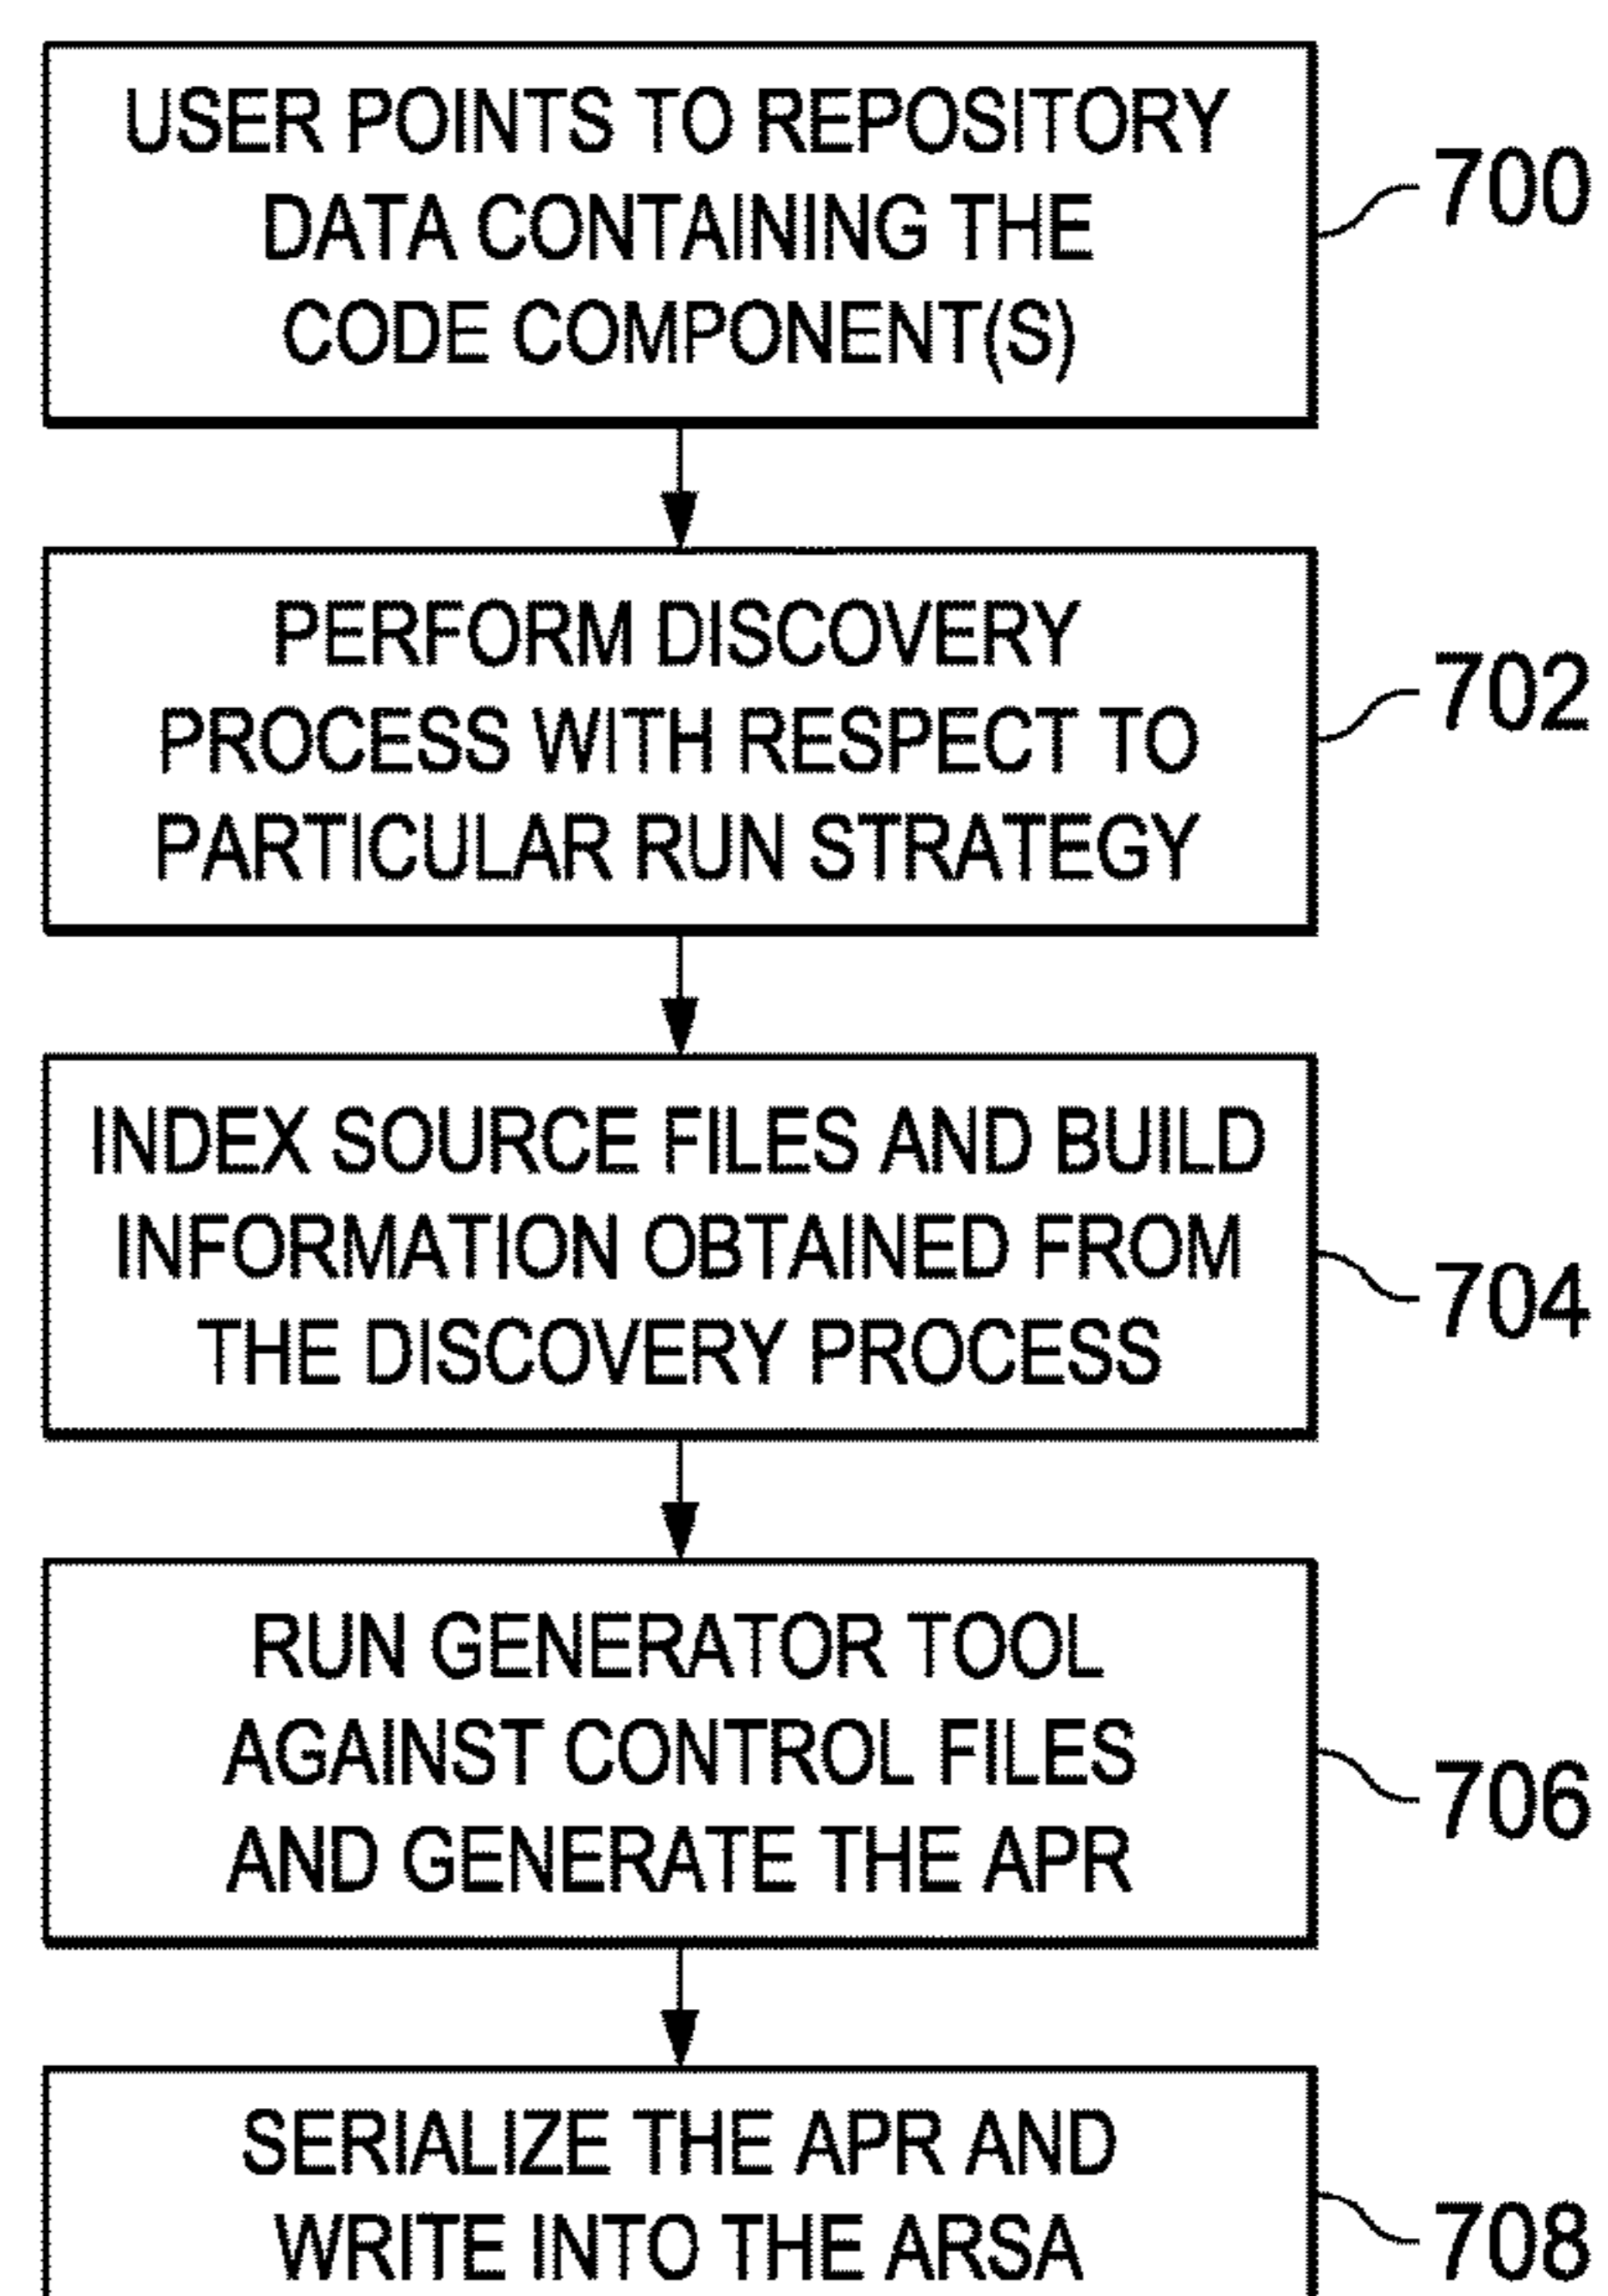 USER POINTS TO REPOSITORY
DATA CONTAINING THE
CODE COMPONENT(S)
700
PERFORM DISCOVERY
PROCESS WITH RESPECT TO
PARTICULAR RUN STRATEGY
702
INDEX SOURCE FILES AND BUILD
INFORMATION OBTAINED FROM
THE DISCOVERY PROCESS
704
RUN GENERATOR TOOL
AGAINST CONTROL FILES
AND GENERATE THE APR
706
SERIALIZE THE APR AND
WRITE INTO THE ARSA
708